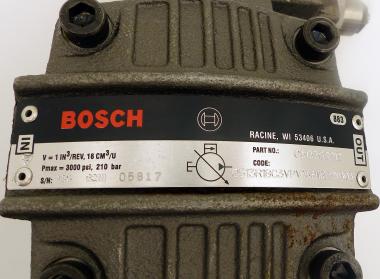 BOSCH
863
RACINE, WI 53406 U.S.A.
IN
OUT
V = 1 IN³/REV, 16 CM³/U
Pmax = 3000 psi, 210 bar
S/N: 05817
PART NO.:
CODE: